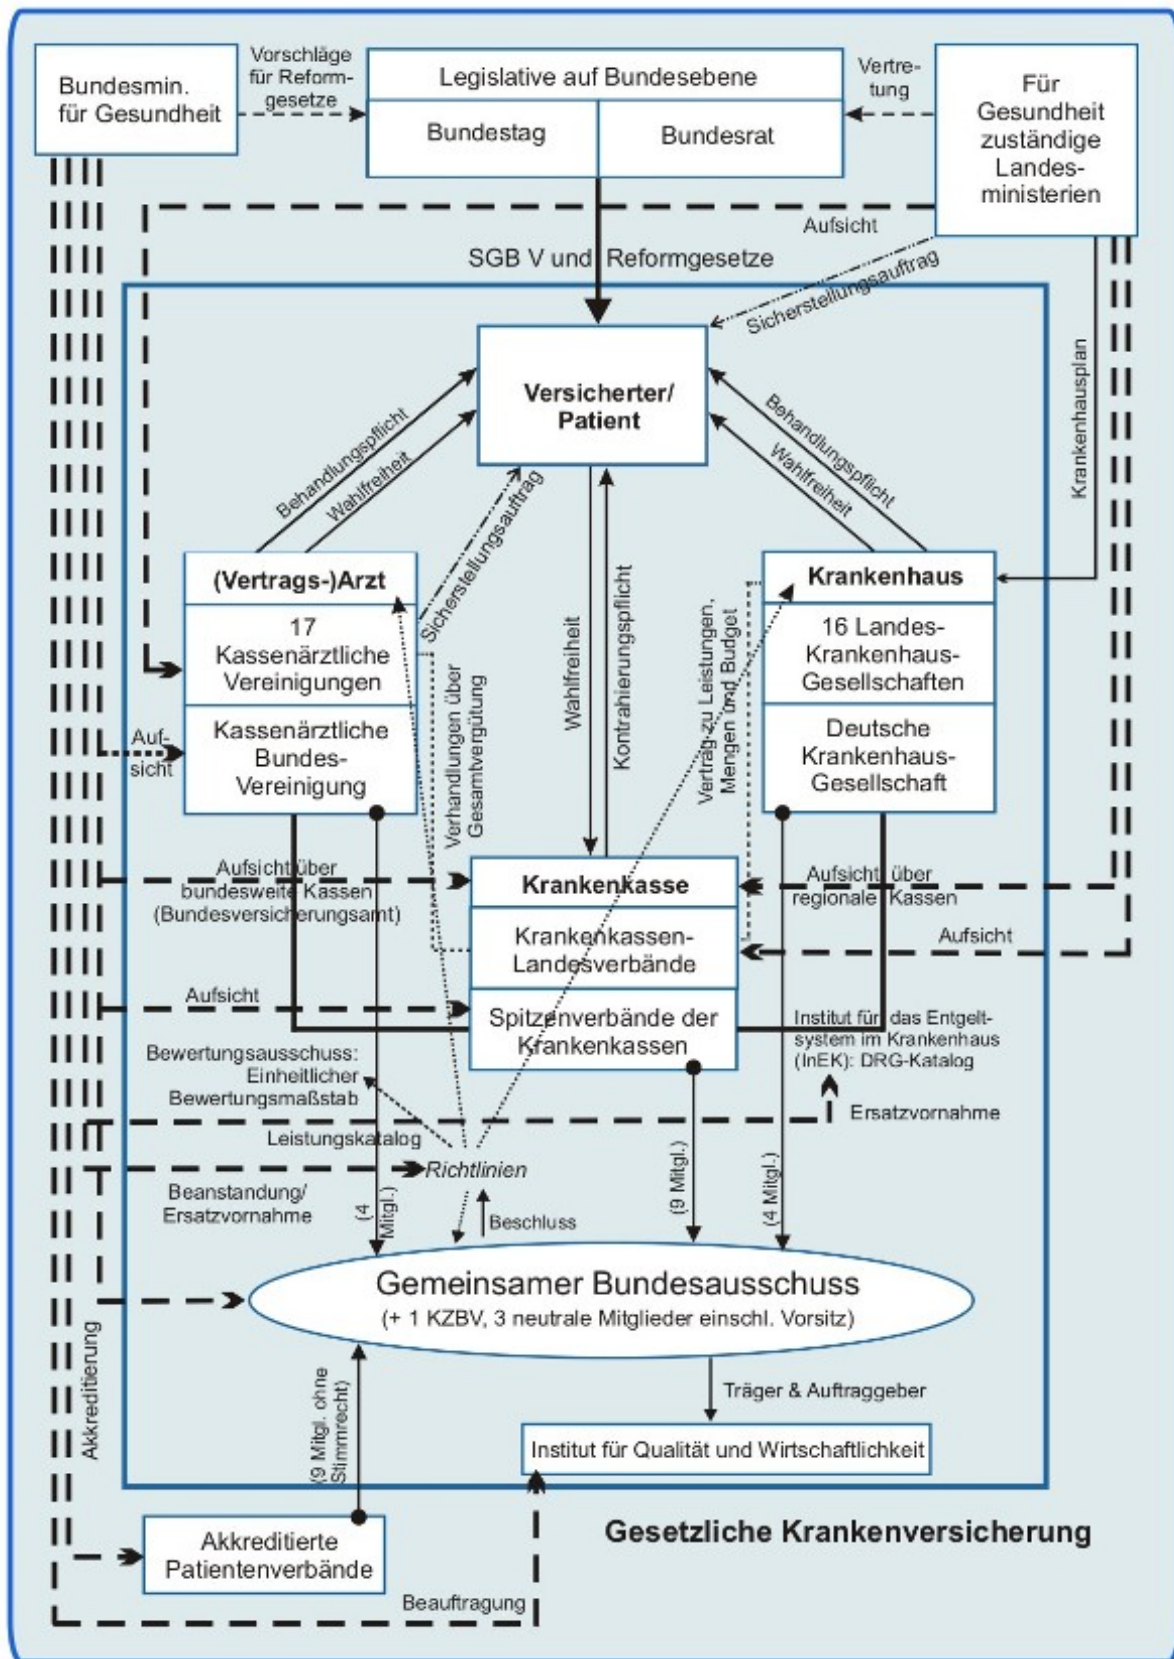 Bundesmin.
für Gesundheit
Vorschläge
für Reform-
gesetze
Legislative auf Bundesebene
Bundestag
Bundesrat
Vertre-
tung
Für
Gesundheit
zuständige
Landes-
ministerien
Aufsicht
SGB V und Reformgesetze
Sicherstellungsauftrag
Krankenhausplan
Versicherter/
Patient
Behandlungspflicht
Wahlfreiheit
Sicherstellungsauftrag
Behandlungspflicht
Wahlfreiheit
(Vertrags-)Arzt
17
Kassenärztliche
Vereinigungen
Kassenärztliche
Bundes-
Vereinigung
Auf-
sicht
Verhandlungen über
Gesamtvergütung
Wahlfreiheit
Kontrahierungspflicht
Vertrag zu Leistungen,
Mengen und Budget
Krankenhaus
16 Landes-
Krankenhaus-
Gesellschaften
Deutsche
Krankenhaus-
Gesellschaft
Aufsicht über
bundesweite Kassen
(Bundesversicherungsamt)
Krankenkasse
Krankenkassen-
Landesverbände
Spitzenverbände der
Krankenkassen
Aufsicht über
regionale Kassen
Aufsicht
Aufsicht
Institut für das Entgelt-
system im Krankenhaus
(InEK): DRG-Katalog
Bewertungsausschuss:
Einheitlicher
Bewertungsmaßstab
Ersatzvornahme
Leistungskatalog
Richtlinien
Beanstandung/
Ersatzvornahme
(4
Mitgl.)
Beschluss
(9 Mitgl.)
(4 Mitgl.)
Gemeinsamer Bundesausschuss
(+ 1 KZBV, 3 neutrale Mitglieder einschl. Vorsitz)
Akkreditierung
(9 Mitgl. ohne
Stimmrecht)
Träger & Auftraggeber
Institut für Qualität und Wirtschaftlichkeit
Gesetzliche Krankenversicherung
Akkreditierte
Patientenverbände
Beauftragung